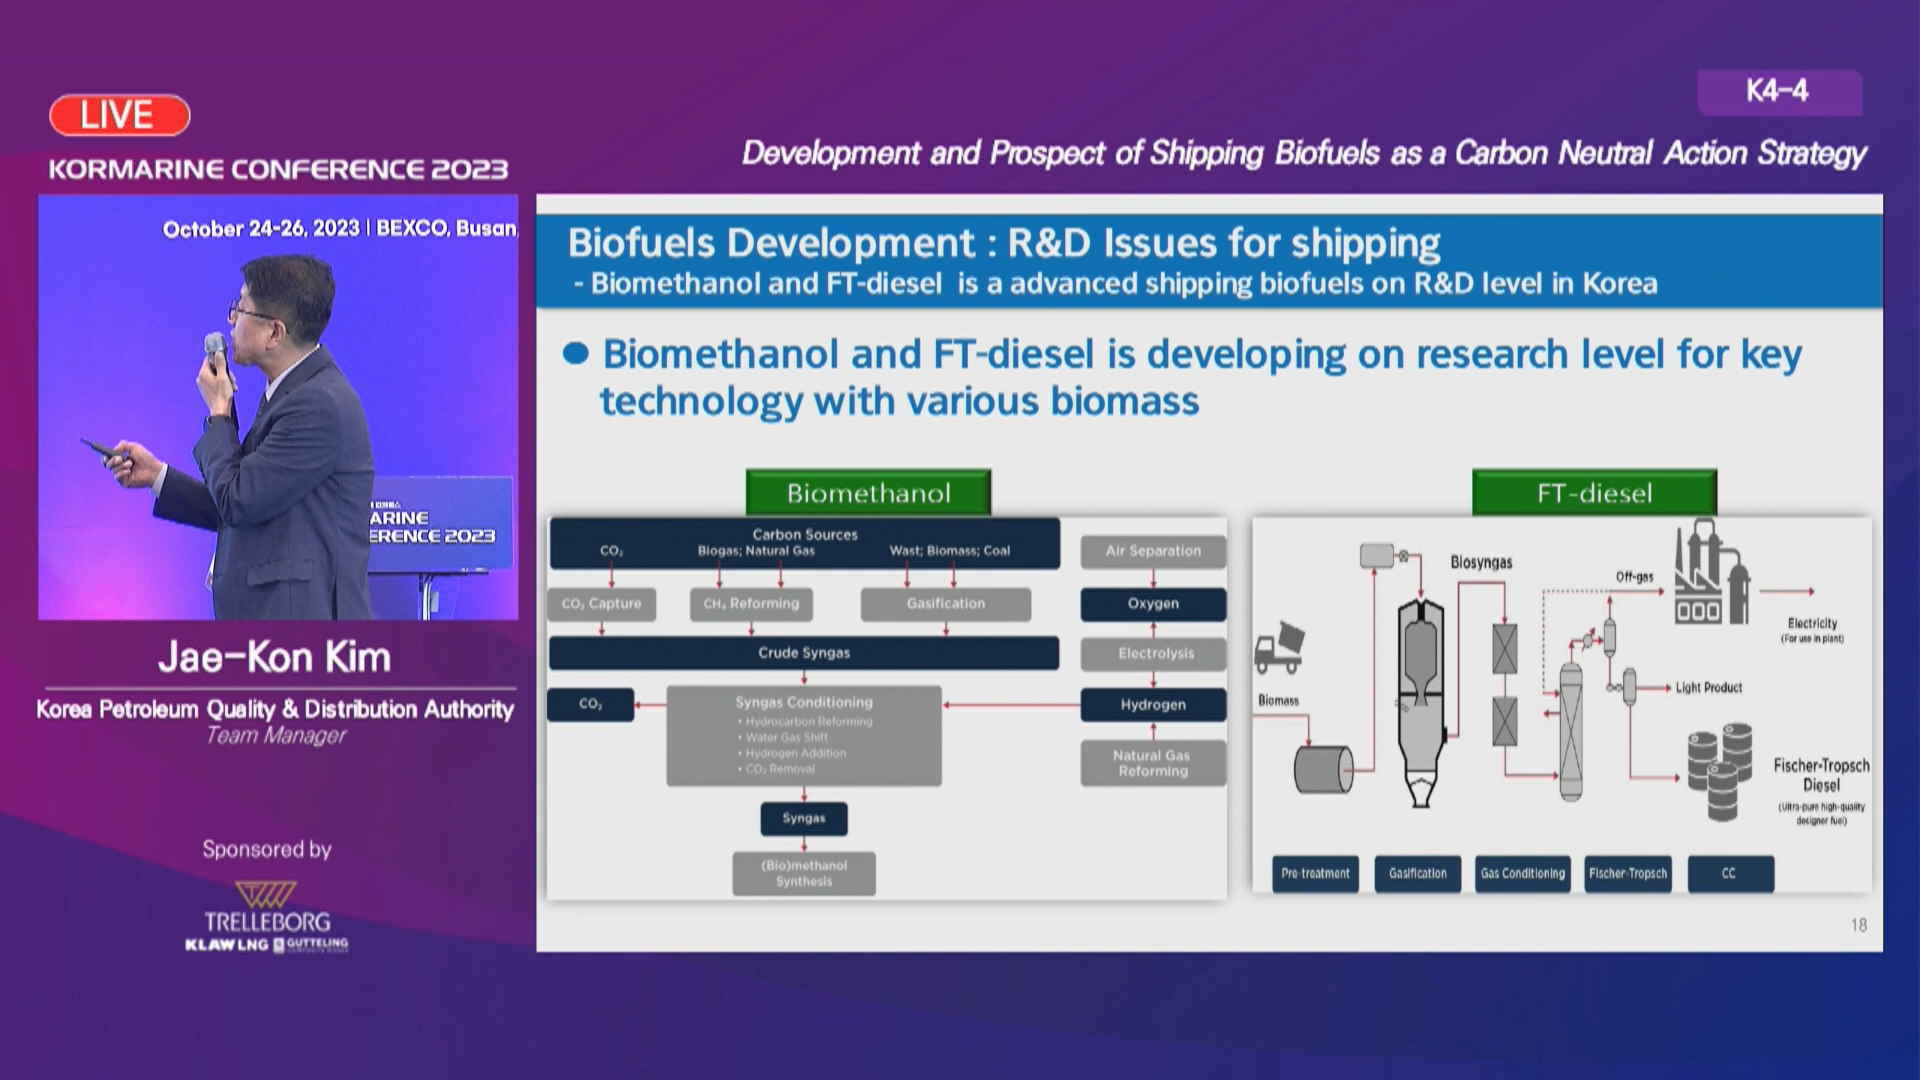 LIVE
KORMARINE CONFERENCE 2023
K4-4
Development and Prospect of Shipping Biofuels as a Carbon Neutral Action Strategy
October 24-26, 2023 | BEXCO, Busan,
ARINE
ERENCE 2023
Jae-Kon Kim
Korea Petroleum Quality & Distribution Authority
Team Manager
Sponsored by
TRELLEBORG
KLAW LNG GUTTELING
Biofuels Development : R&D Issues for shipping
- Biomethanol and FT-diesel is a advanced shipping biofuels on R&D level in Korea
● Biomethanol and FT-diesel is developing on research level for key
technology with various biomass
Biomethanol
Carbon Sources
CO₂ Biogas; Natural Gas Wast; Biomass; Coal
Air Separation
CO₂ Capture CH₄ Reforming Gasification
Oxygen
Crude Syngas
Electrolysis
CO₂
Syngas Conditioning
• Hydrocarbon Reforming
• Water Gas Shift
• Hydrogen Addition
• CO₂ Removal
Hydrogen
Natural Gas
Reforming
Syngas
(Bio)methanol
Synthesis
FT-diesel
Biosyngas
Off-gas
Electricity
(For use in plant)
Light Product
Biomass
Fischer-Tropsch
Diesel
(Ultra-pure high-quality
designer fuel)
Pre-treatment Gasification Gas Conditioning Fischer-Tropsch CC
18